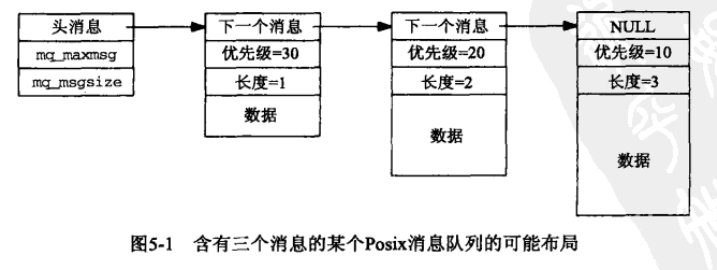 头消息
mq_maxmsg
mq_msgsize
下一个消息
优先级=30
长度=1
数据
下一个消息
优先级=20
长度=2
数据
NULL
优先级=10
长度=3
数据
图5-1 含有三个消息的某个Posix消息队列的可能布局